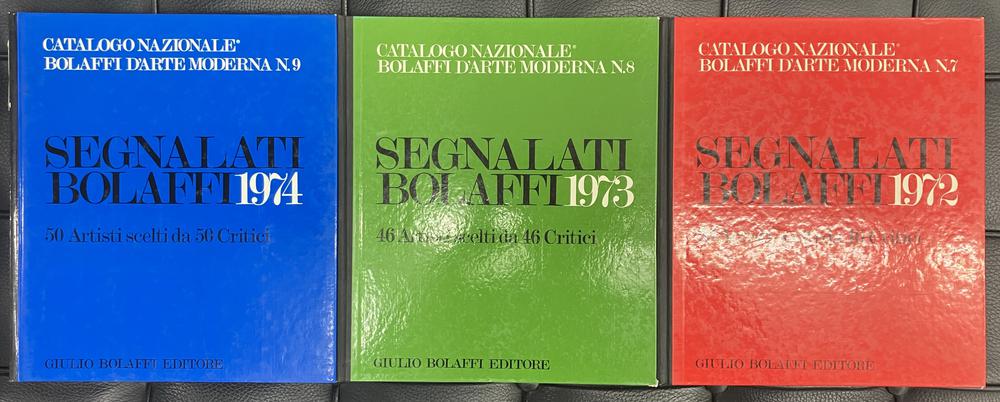 CATALOGO NAZIONALE®
BOLAFFI D'ARTE MODERNA N.9
SEGNALATI
BOLAFFI 1974
50 Artisti scelti da 56 Critici
GIULIO BOLAFFI EDITORE
CATALOGO NAZIONALE®
BOLAFFI D'ARTE MODERNA N.8
SEGNALATI
BOLAFFI 1973
46 Artisti scelti da 46 Critici
GIULIO BOLAFFI EDITORE
CATALOGO NAZIONALE®
BOLAFFI D'ARTE MODERNA N.7
SEGNALATI
BOLAFFI 1972
GIULIO BOLAFFI EDITORE